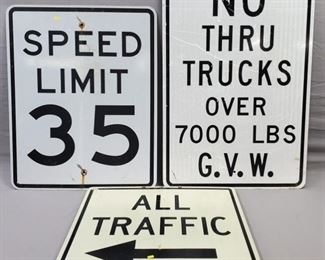 SPEED
LIMIT
35
NO
THRU
TRUCKS
OVER
7000 LBS
G.V.W.
ALL
TRAFFIC